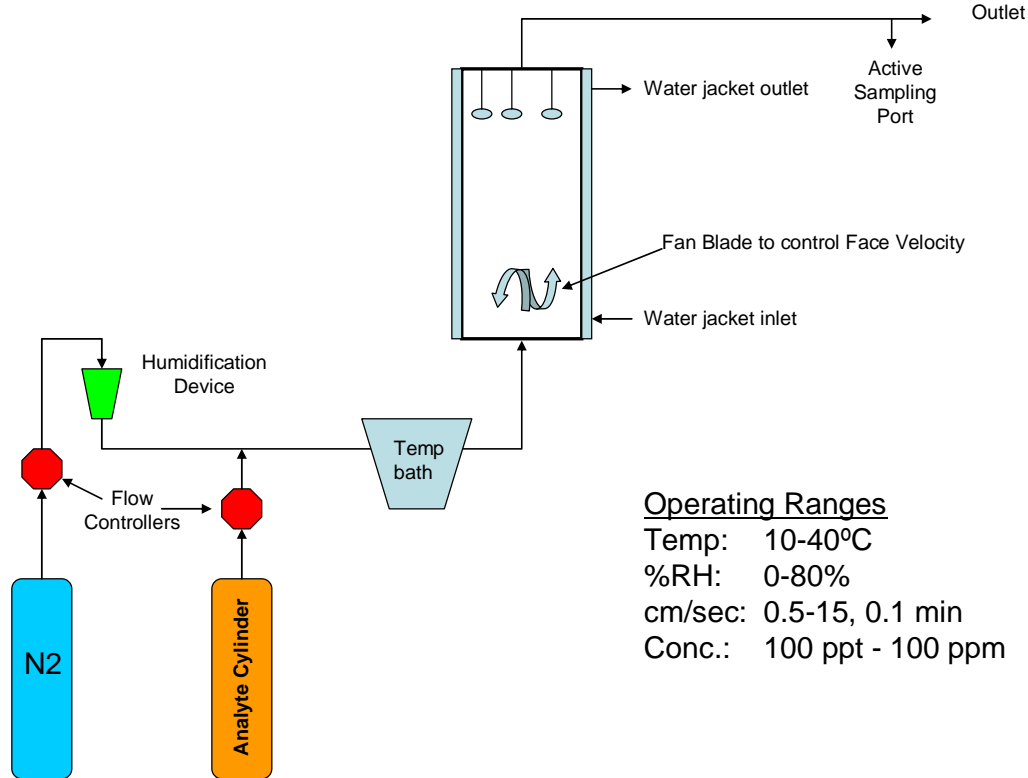 Outlet
Active
Sampling
Port
Water jacket outlet
Fan Blade to control Face Velocity
Water jacket inlet
Humidification
Device
Temp
bath
Flow
Controllers
N2
Analyte Cylinder
Operating Ranges
Temp: 10-40ºC
%RH: 0-80%
cm/sec: 0.5-15, 0.1 min
Conc.: 100 ppt - 100 ppm